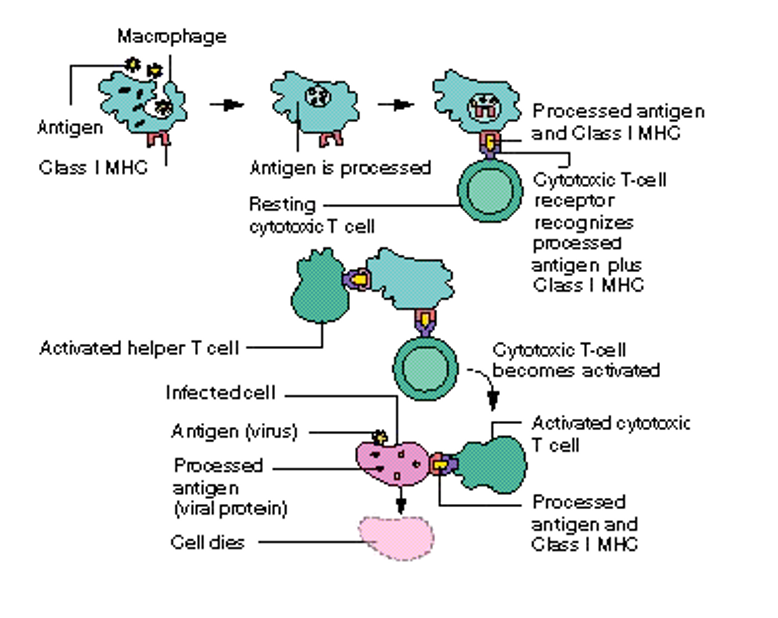 Macrophage
Antigen
Class I MHC
Antigen is processed
Processed antigen
and Class I MHC
Resting
cytotoxic T cell
Cytotoxic T-cell
receptor
recognizes
processed
antigen plus
Class I MHC
Activated helper T cell
Cytotoxic T-cell
becomes activated
Infected cell
Antigen (virus)
Processed
antigen
(viral protein)
Cell dies
Activated cytotoxic
T cell
Processed
antigen and
Class I MHC